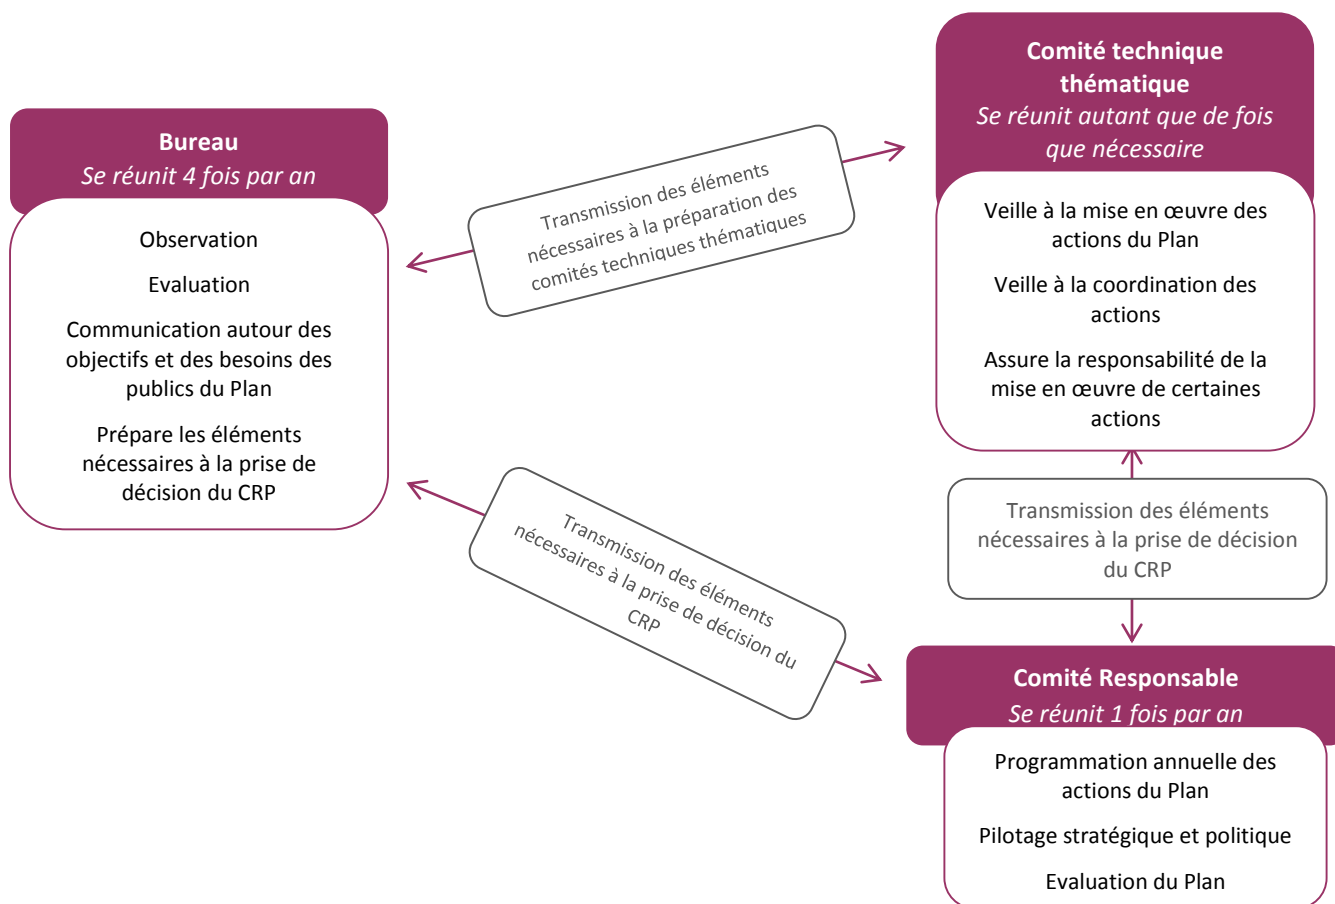 Bureau
Se réunit 4 fois par an
Observation
Evaluation
Communication autour des
objectifs et des besoins des
publics du Plan
Prépare les éléments
nécessaires à la prise de
décision du CRP
Transmission des éléments
nécessaires à la préparation des
comités techniques thématiques
Transmission des éléments
nécessaires à la prise de décision du
CRP
Comité technique
thématique
Se réunit autant que de fois
que nécessaire
Veille à la mise en œuvre des
actions du Plan
Veille à la coordination des
actions
Assure la responsabilité de la
mise en œuvre de certaines
actions
Transmission des éléments
nécessaires à la prise de décision
du CRP
Comité Responsable
Se réunit 1 fois par an
Programmation annuelle des
actions du Plan
Pilotage stratégique et politique
Evaluation du Plan